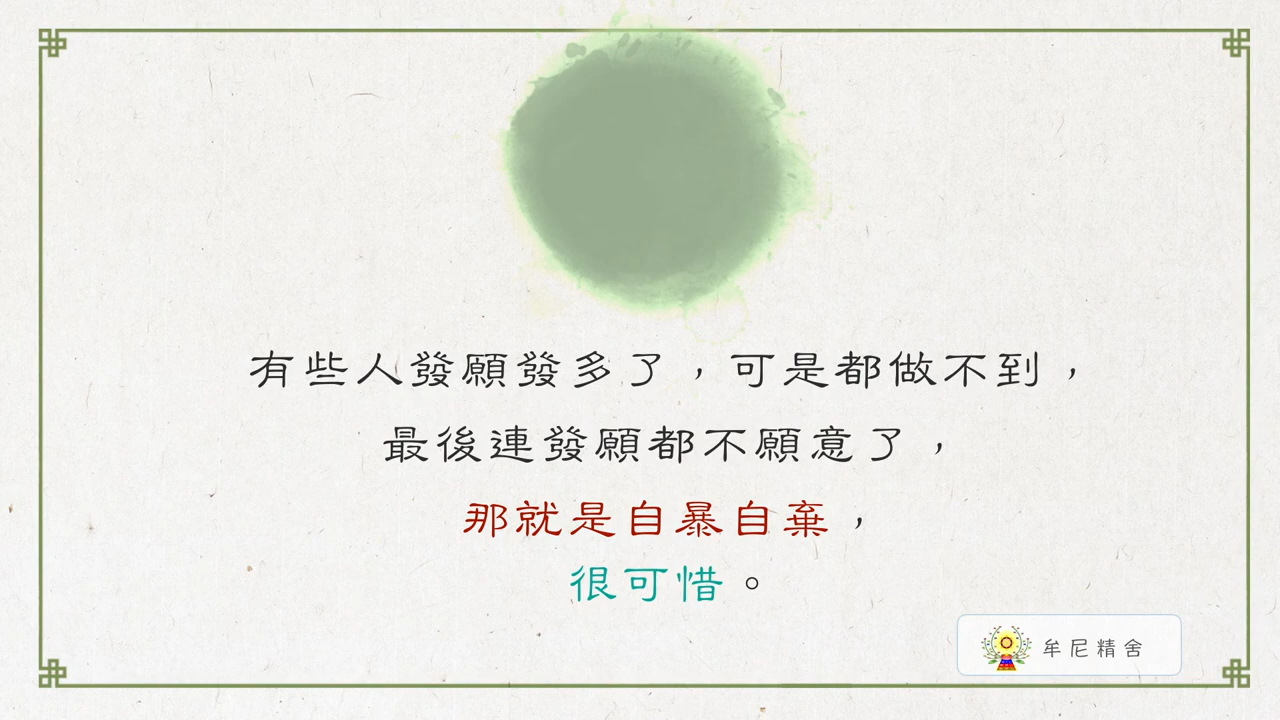 有些人發願發多了，可是都做不到，
最後連發願都不願意了，
那就是自暴自棄，
很可惜。
牟尼精舍